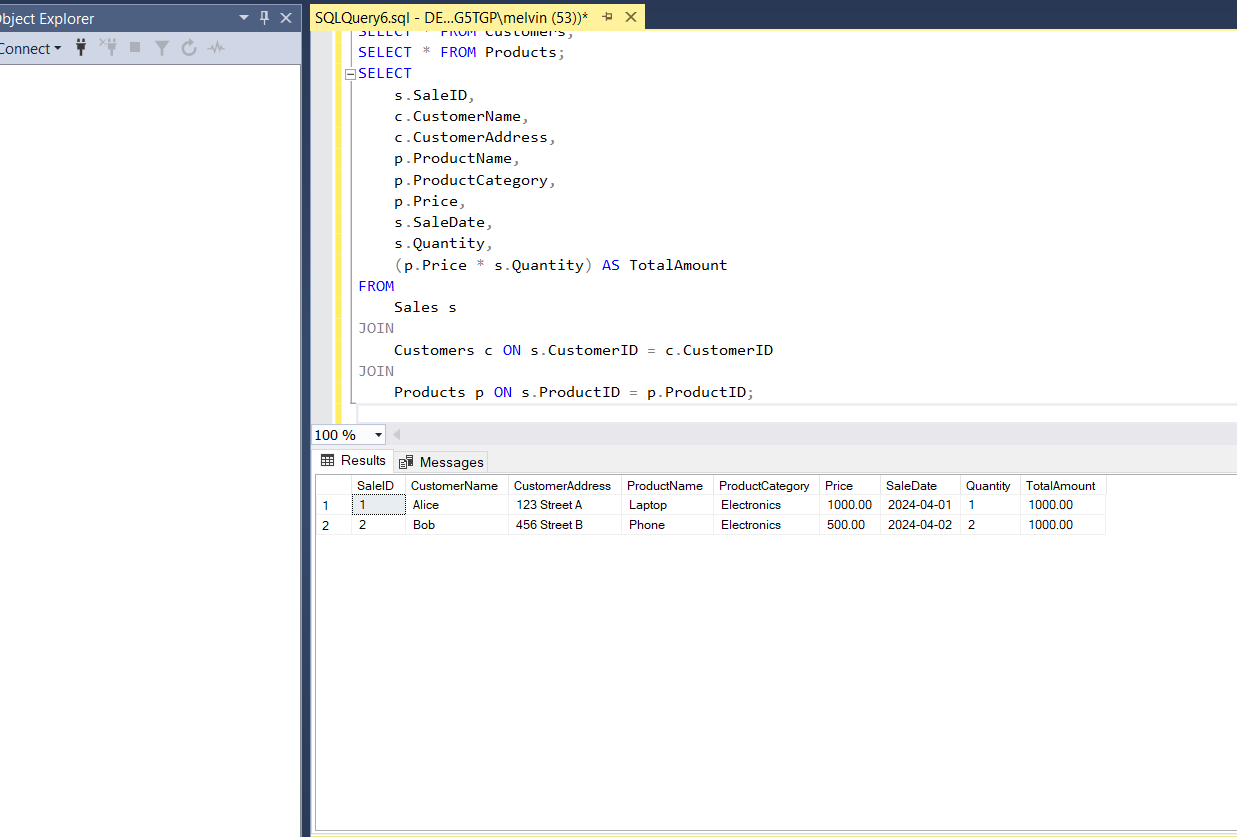 bject Explorer
Connect
SQLQuery6.sql - DE...G5TGP\melvin (53))*
SELECT * FROM Customers;
SELECT * FROM Products;
SELECT
s.SaleID,
c.CustomerName,
c.CustomerAddress,
p.ProductName,
p.ProductCategory,
p.Price,
s.SaleDate,
s.Quantity,
(p.Price * s.Quantity) AS TotalAmount
FROM
Sales s
JOIN
Customers c ON s.CustomerID = c.CustomerID
JOIN
Products p ON s.ProductID = p.ProductID;
100 %
Results Messages
SaleID CustomerName CustomerAddress ProductName ProductCategory Price SaleDate Quantity TotalAmount
1 1 Alice 123 Street A Laptop Electronics 1000.00 2024-04-01 1 1000.00
2 2 Bob 456 Street B Phone Electronics 500.00 2024-04-02 2 1000.00